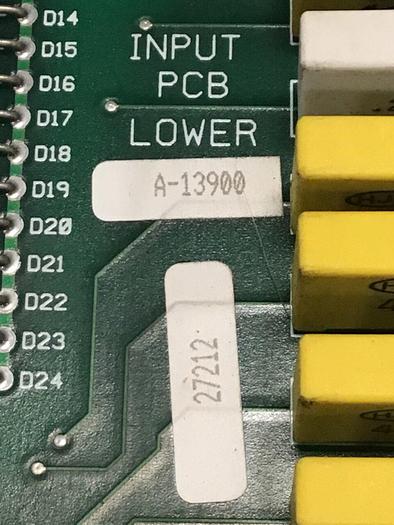 D14
D15
D16
D17
D18
D19
D20
D21
D22
D23
D24
INPUT
PCB
LOWER
A-13900
27212